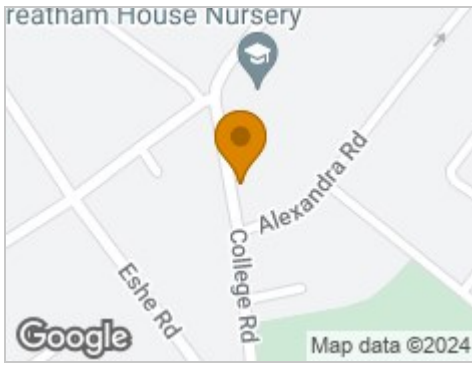 reatham House Nursery
Alexandra Rd
College Rd
Eshe Rd
Google
Map data ©2024